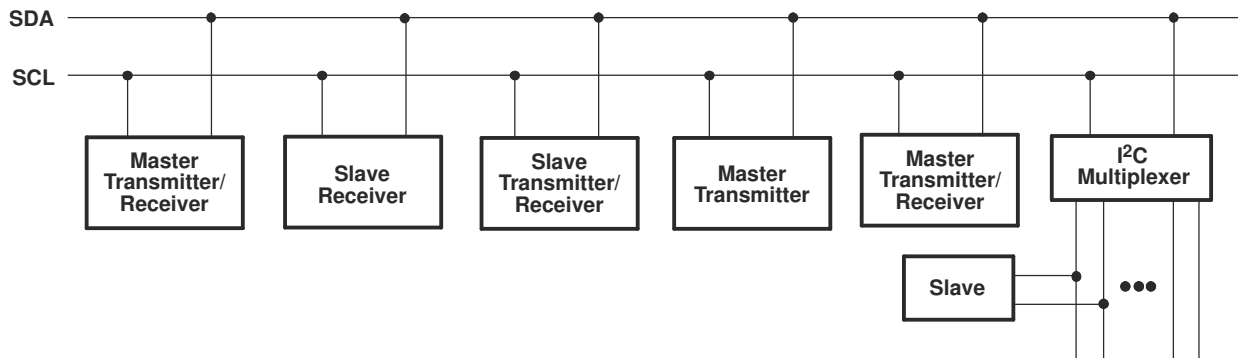 SDA
SCL
Master
Transmitter/
Receiver
Slave
Receiver
Slave
Transmitter/
Receiver
Master
Transmitter
Master
Transmitter/
Receiver
I²C
Multiplexer
Slave